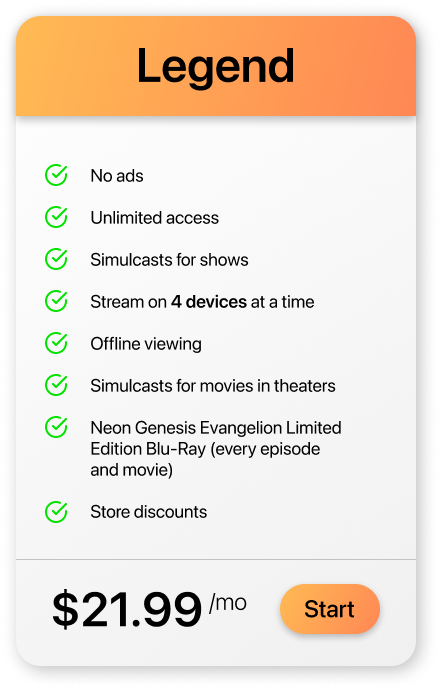 Legend
No ads
Unlimited access
Simulcasts for shows
Stream on 4 devices at a time
Offline viewing
Simulcasts for movies in theaters
Neon Genesis Evangelion Limited
Edition Blu-Ray (every episode
and movie)
Store discounts
$21.99 /mo
Start